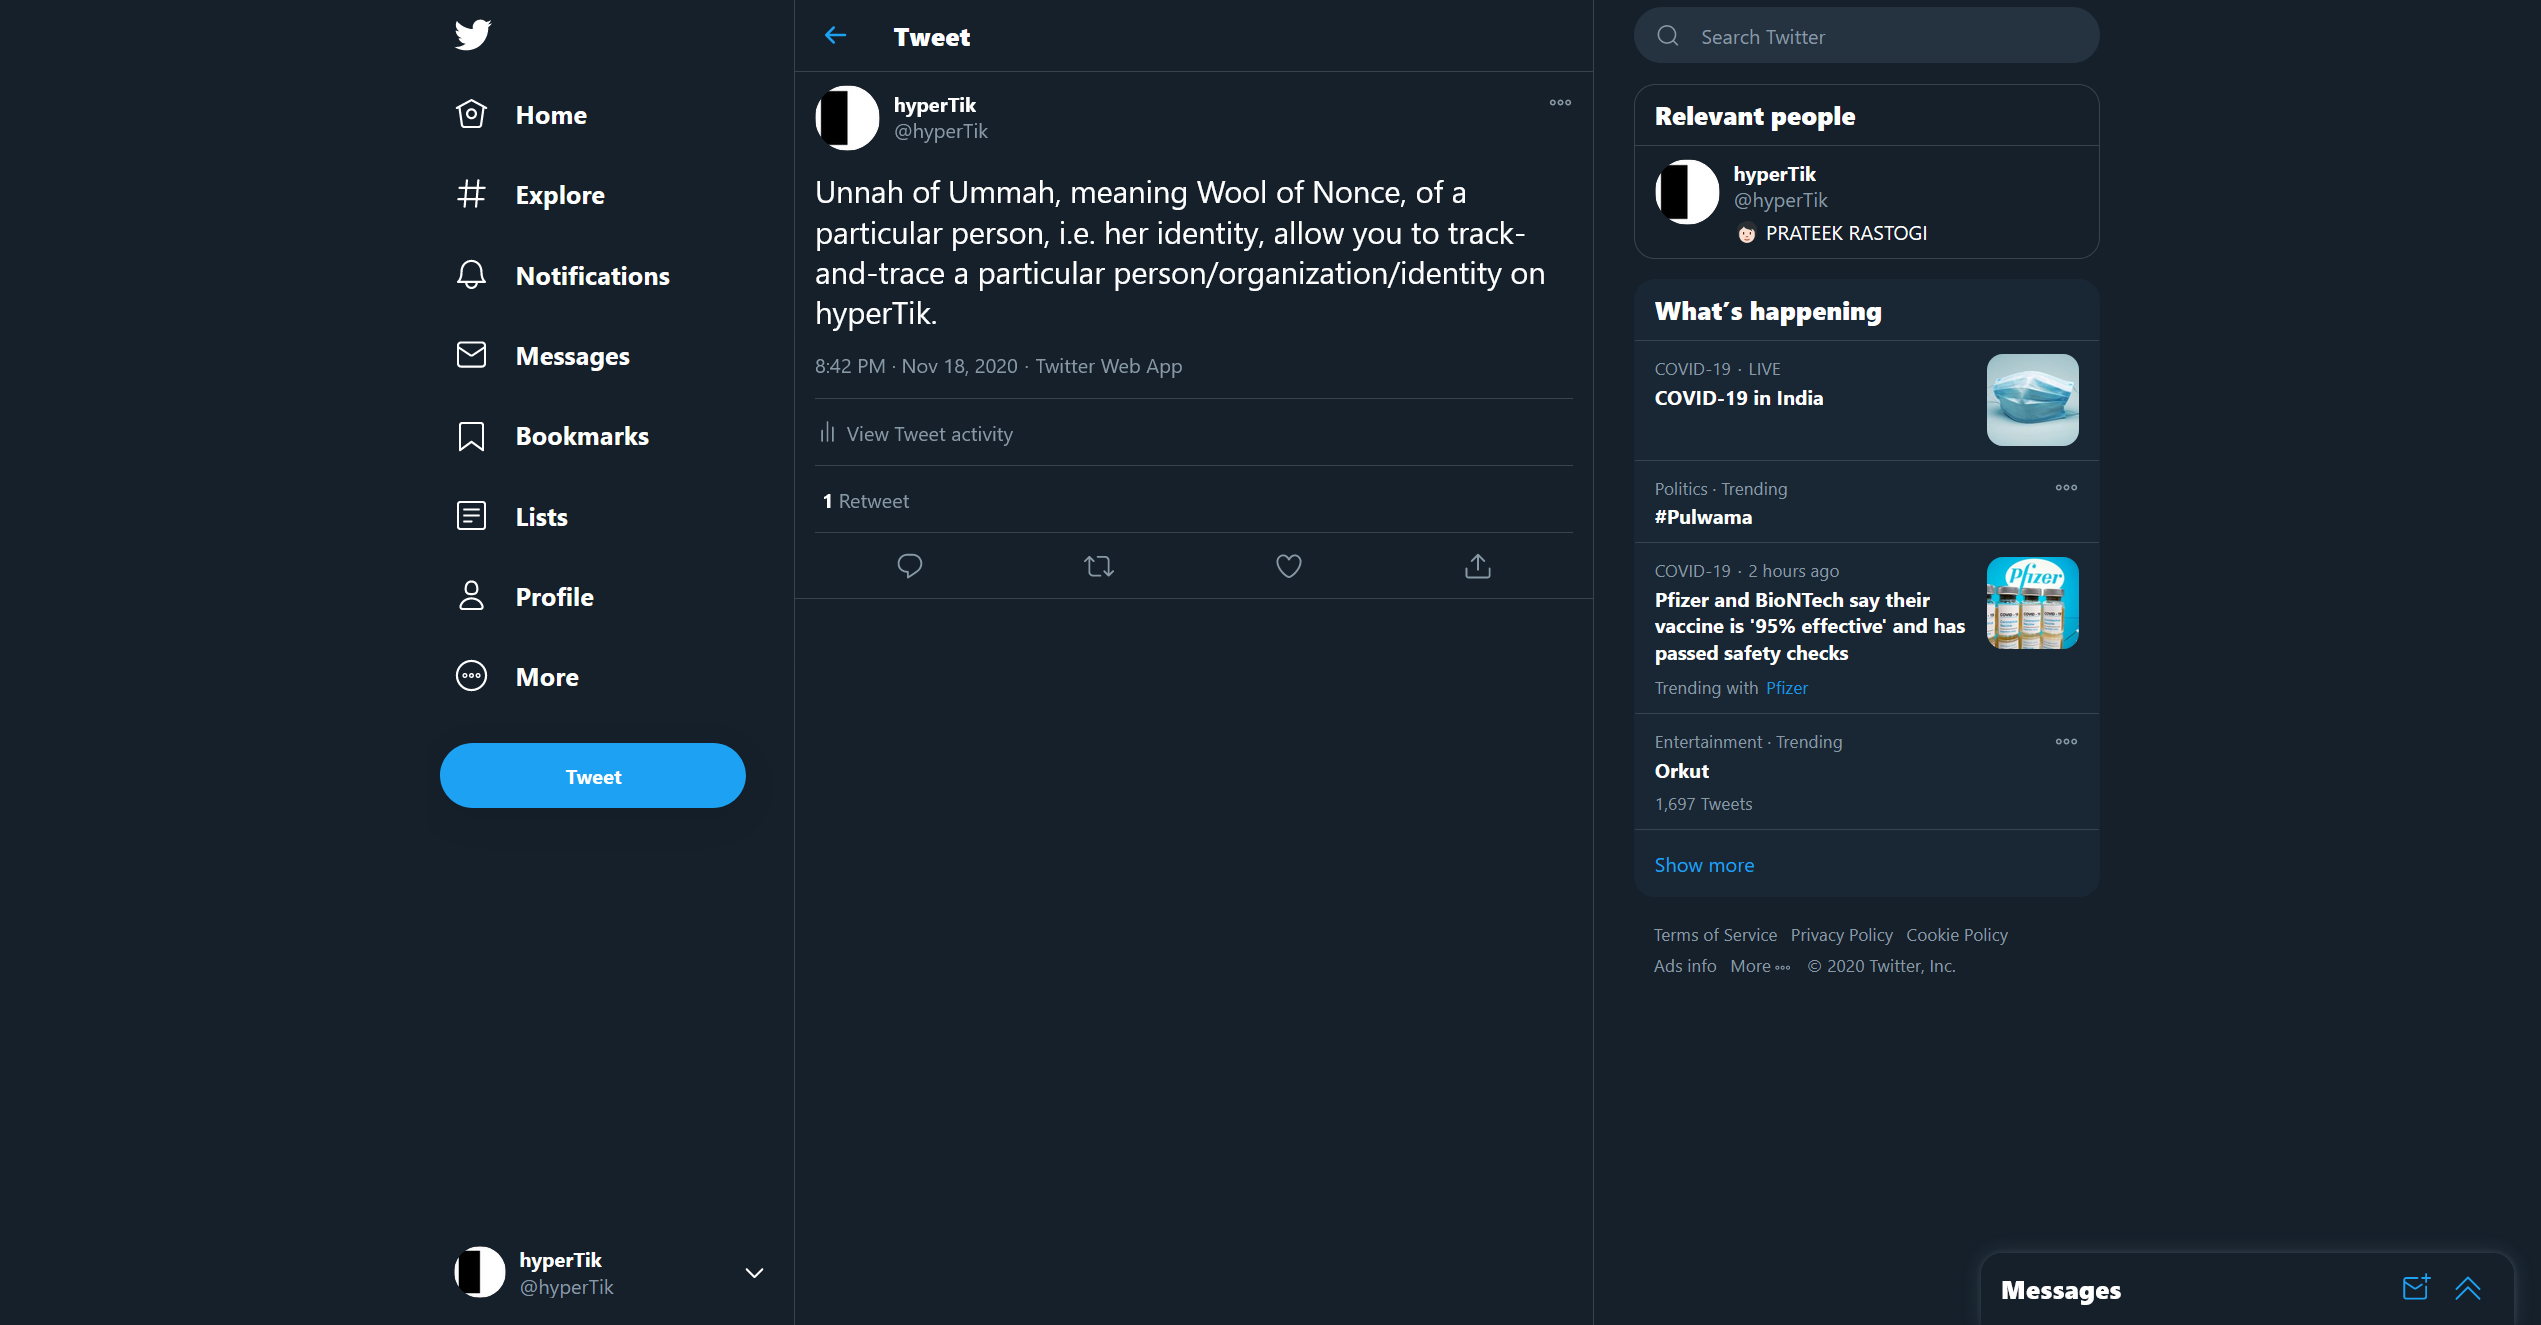 Home
Explore
Notifications
Messages
Bookmarks
Lists
Profile
More
Tweet
hyperTik
@hyperTik
Tweet
hyperTik
@hyperTik
Unnah of Ummah, meaning Wool of Nonce, of a
particular person, i.e. her identity, allow you to track-
and-trace a particular person/organization/identity on
hyperTik.
8:42 PM · Nov 18, 2020 · Twitter Web App
View Tweet activity
1 Retweet
Search Twitter
Relevant people
hyperTik
@hyperTik
PRATEEK RASTOGI
What's happening
COVID-19 · LIVE
COVID-19 in India
Politics · Trending
#Pulwama
COVID-19 · 2 hours ago
Pfizer and BioNTech say their
vaccine is '95% effective' and has
passed safety checks
Pfizer
Trending with Pfizer
Entertainment · Trending
Orkut
1,697 Tweets
Show more
Terms of Service Privacy Policy Cookie Policy
Ads info More © 2020 Twitter, Inc.
Messages